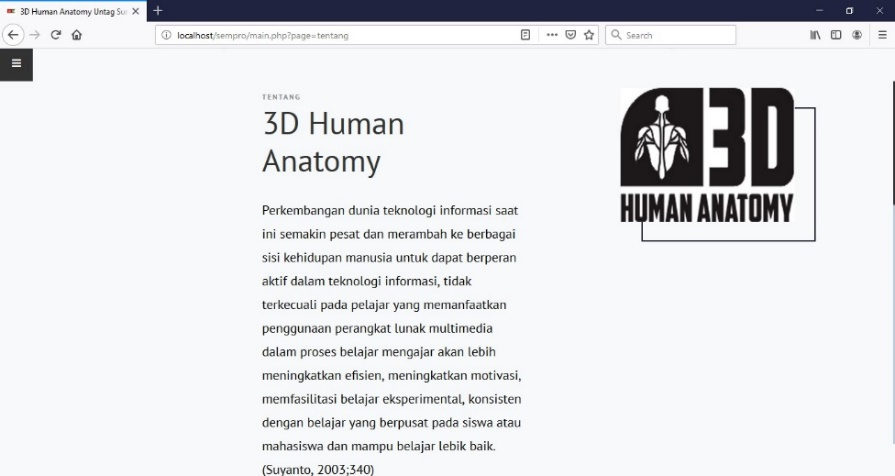 3D Human Anatomy Untag Su
localhost/sempro/main.php?page=tentang
Search
TENTANG
3D Human
Anatomy
Perkembangan dunia teknologi informasi saat
ini semakin pesat dan merambah ke berbagai
sisi kehidupan manusia untuk dapat berperan
aktif dalam teknologi informasi, tidak
terkecuali pada pelajar yang memanfaatkan
penggunaan perangkat lunak multimedia
dalam proses belajar mengajar akan lebih
meningkatkan efisien, meningkatkan motivasi,
memfasilitasi belajar eksperimental, konsisten
dengan belajar yang berpusat pada siswa atau
mahasiswa dan mampu belajar lebik baik.
(Suyanto, 2003;340)
3D
HUMAN ANATOMY